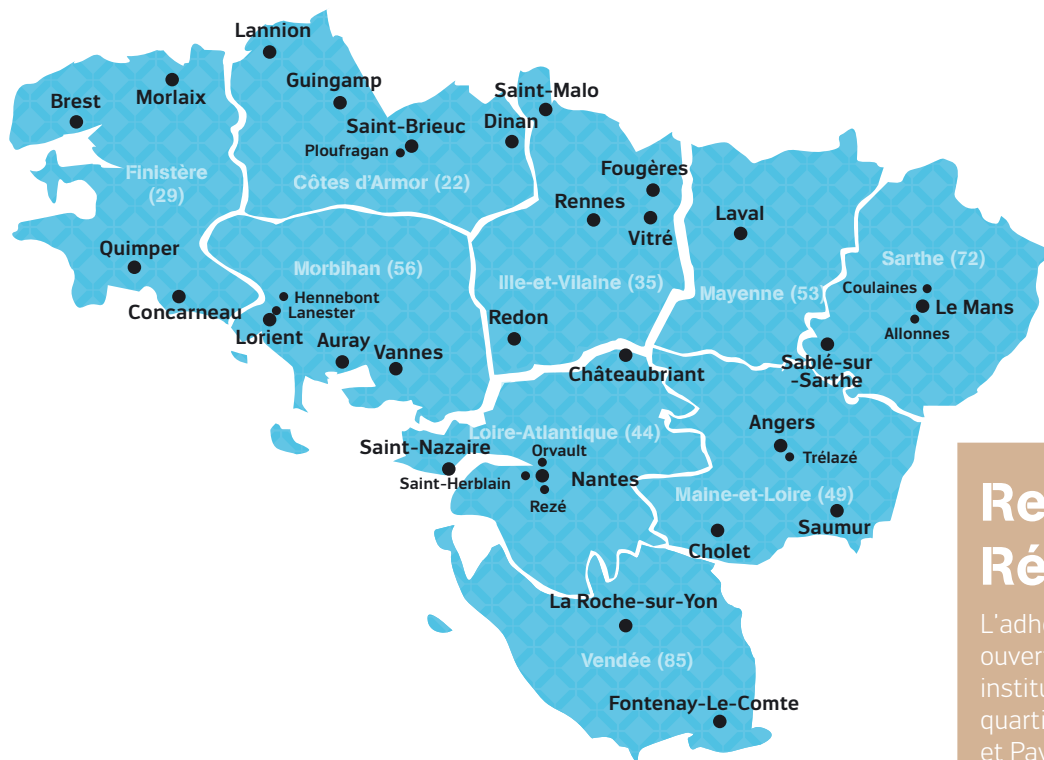 Lannion
Guingamp
Saint-Malo
Brest
Morlaix
Saint-Brieuc
Dinan
Ploufragan
Fougères
Finistère
(29)
Côtes d'Armor (22)
Rennes
Laval
Vitré
Quimper
Morbihan (56)
Ille-et-Vilaine (35)
Mayenne (53)
Sarthe (72)
Coulaines
Hennebont
Lanester
Concarneau
Le Mans
Redon
Lorient
Allonnes
Auray
Vannes
Châteaubriant
Sablé-sur
-Sarthe
Angers
Loire-Atlantique (44)
Saint-Nazaire
Orvault
Trélazé
Saint-Herblain
Nantes
Rezé
Maine-et-Loire (49)
Saumur
Cholet
La Roche-sur-Yon
Vendée (85)
Fontenay-Le-Comte
Re
Ré
L'adhé
ouver
institu
quarti
et Pay